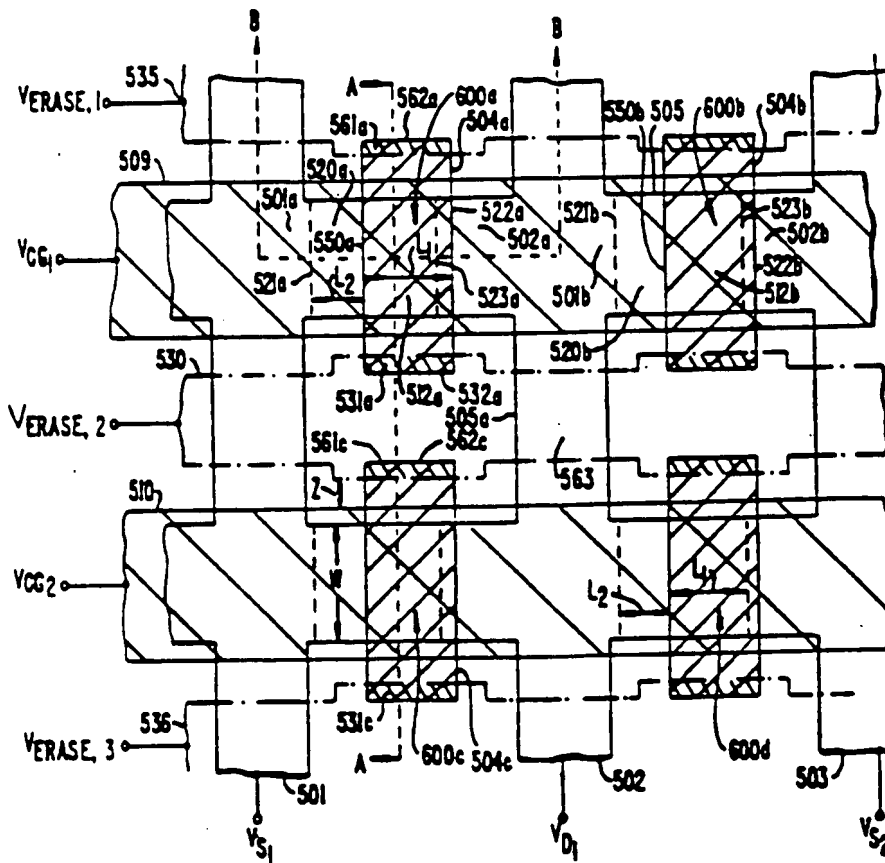 B B
535 A
VERASE,1 562a 600a 550b 505 600b 504b
561a 504a
509 520a
501a 522a 521b 523b
550a 502a 502b
VCG1 L1
521a L2 523a 501b 522b
512b
530 520b
531a 512a 532a
505a
VERASE,2 561c 562c
563
510 Z
VCG2 W L1
L2
536 531c
VERASE,3 A 600c 504c 600d
501 502 503
VS1 VD1 VS2